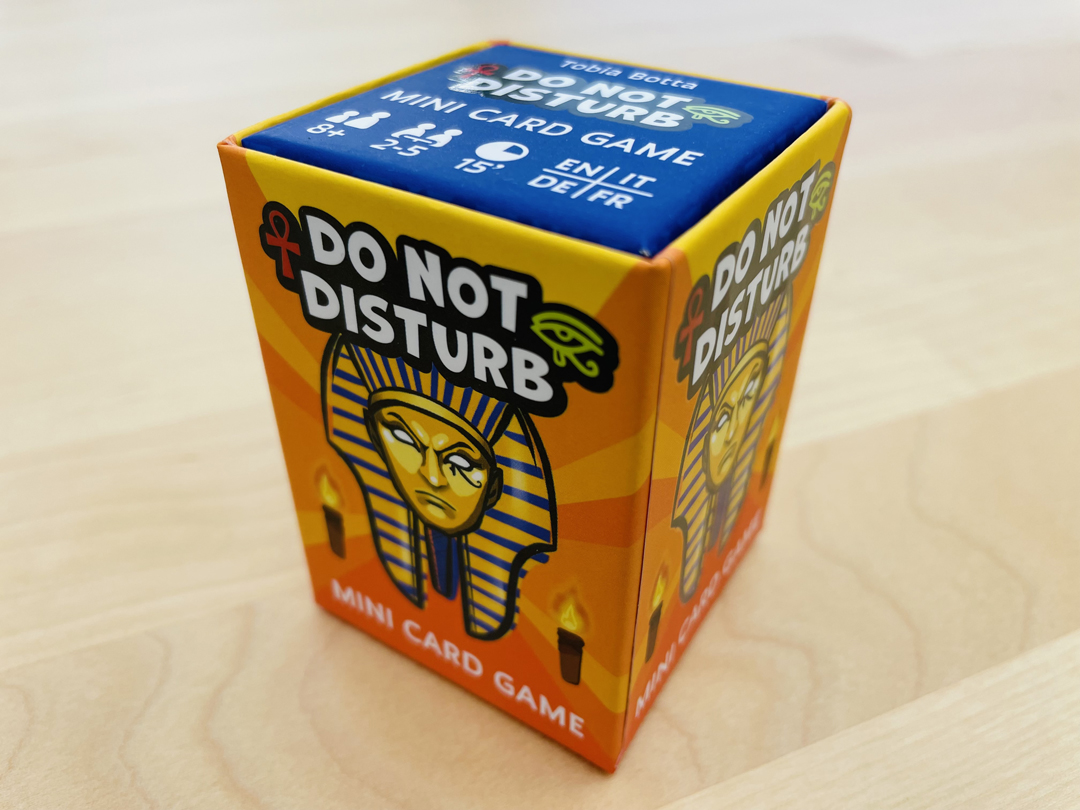 Tobia Botta
DO NOT
DISTURB
MINI CARD GAME
8+
2-5
15'
EN IT
DE FR
DO NOT
DISTURB
MINI CARD GAME
DO NOT
DISTURB
MINI CARD GAME